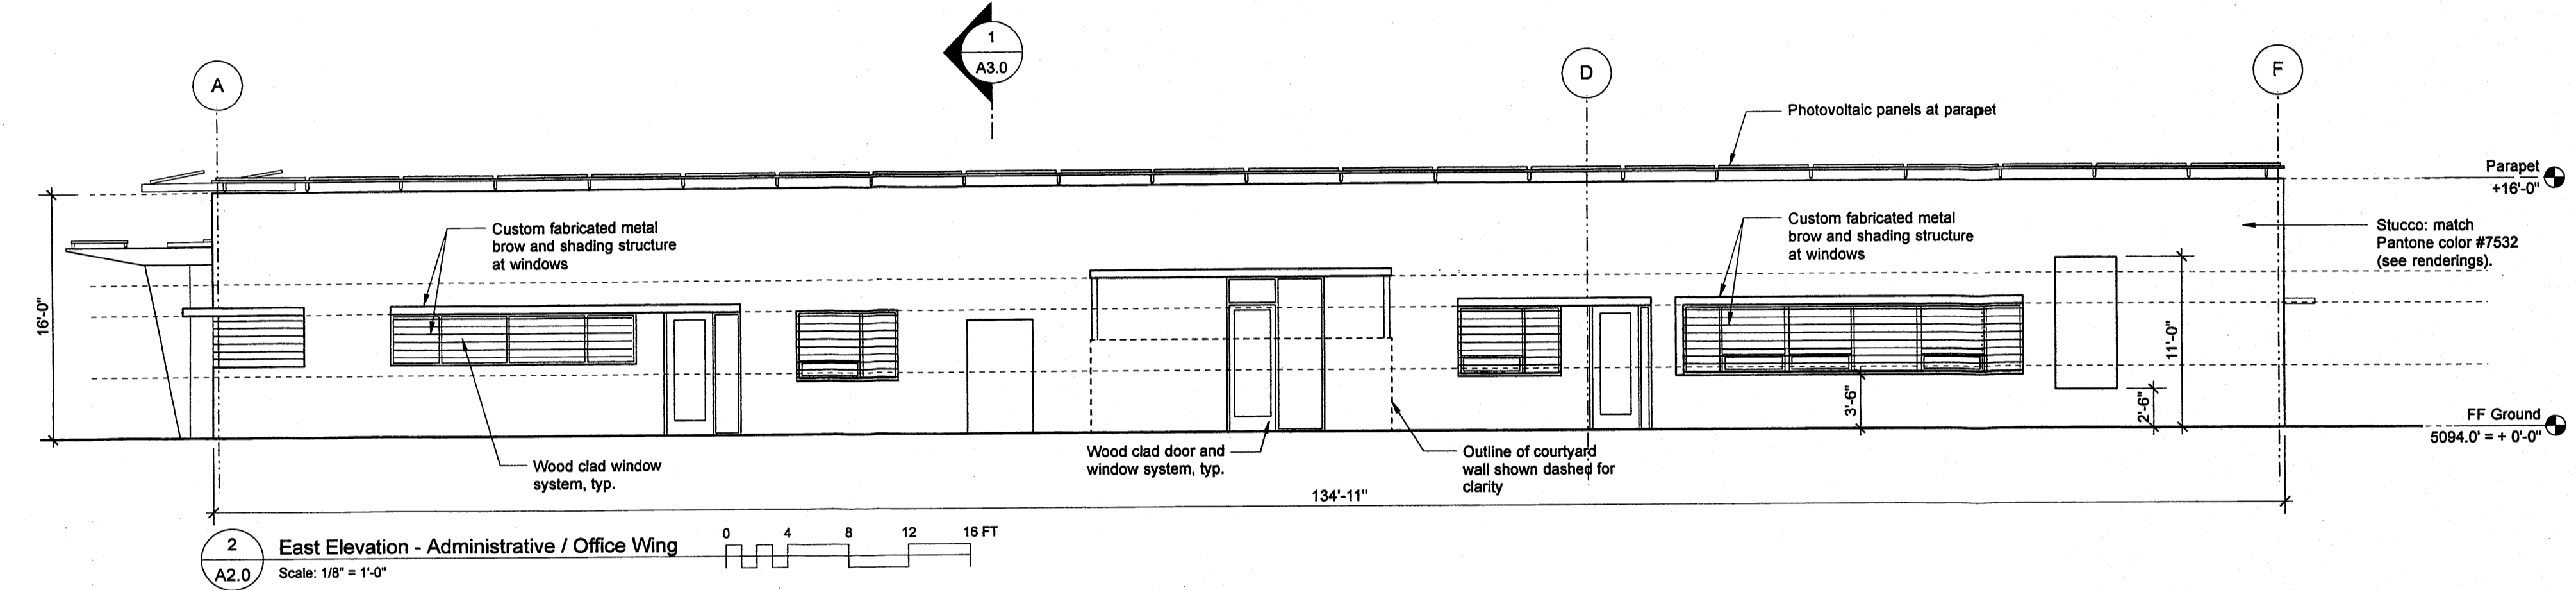 1
A3.0
A
D
F
Photovoltaic panels at parapet
Parapet
+16'-0"
Custom fabricated metal
brow and shading structure
at windows
Custom fabricated metal
brow and shading structure
at windows
Stucco: match
Pantone color #7532
(see renderings).
16'-0"
11'-0"
3'-6"
2'-6"
FF Ground
5094.0' = + 0'-0"
Wood clad window
system, typ.
Wood clad door and
window system, typ.
Outline of courtyard
wall shown dashed for
clarity
134'-11"
2
A2.0
East Elevation - Administrative / Office Wing
Scale: 1/8" = 1'-0"
0 4 8 12 16 FT